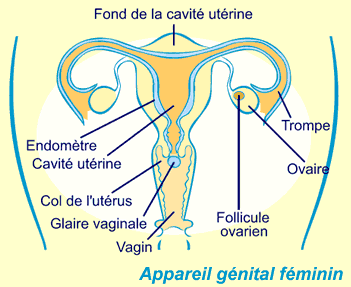 Fond de la cavité utérine
Trompe
Endomètre
Cavité utérine
Ovaire
Col de l'utérus
Glaire vaginale
Follicule
ovarien
Vagin
Appareil génital féminin